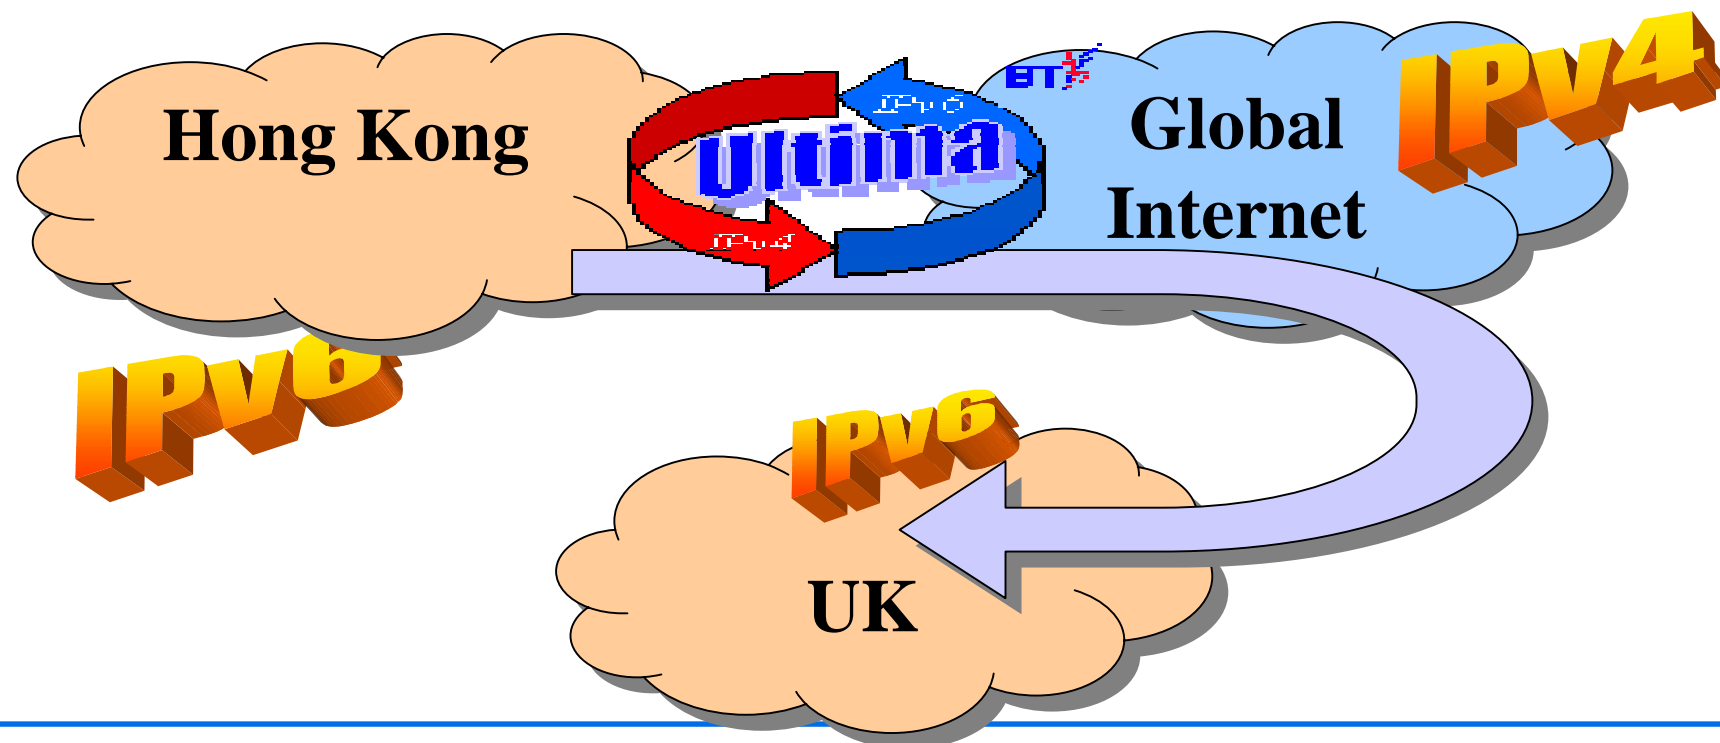 Hong Kong
IPv6
Ultima
IPv4
BT
Global
Internet
IPv4
IPv6
IPv6
UK